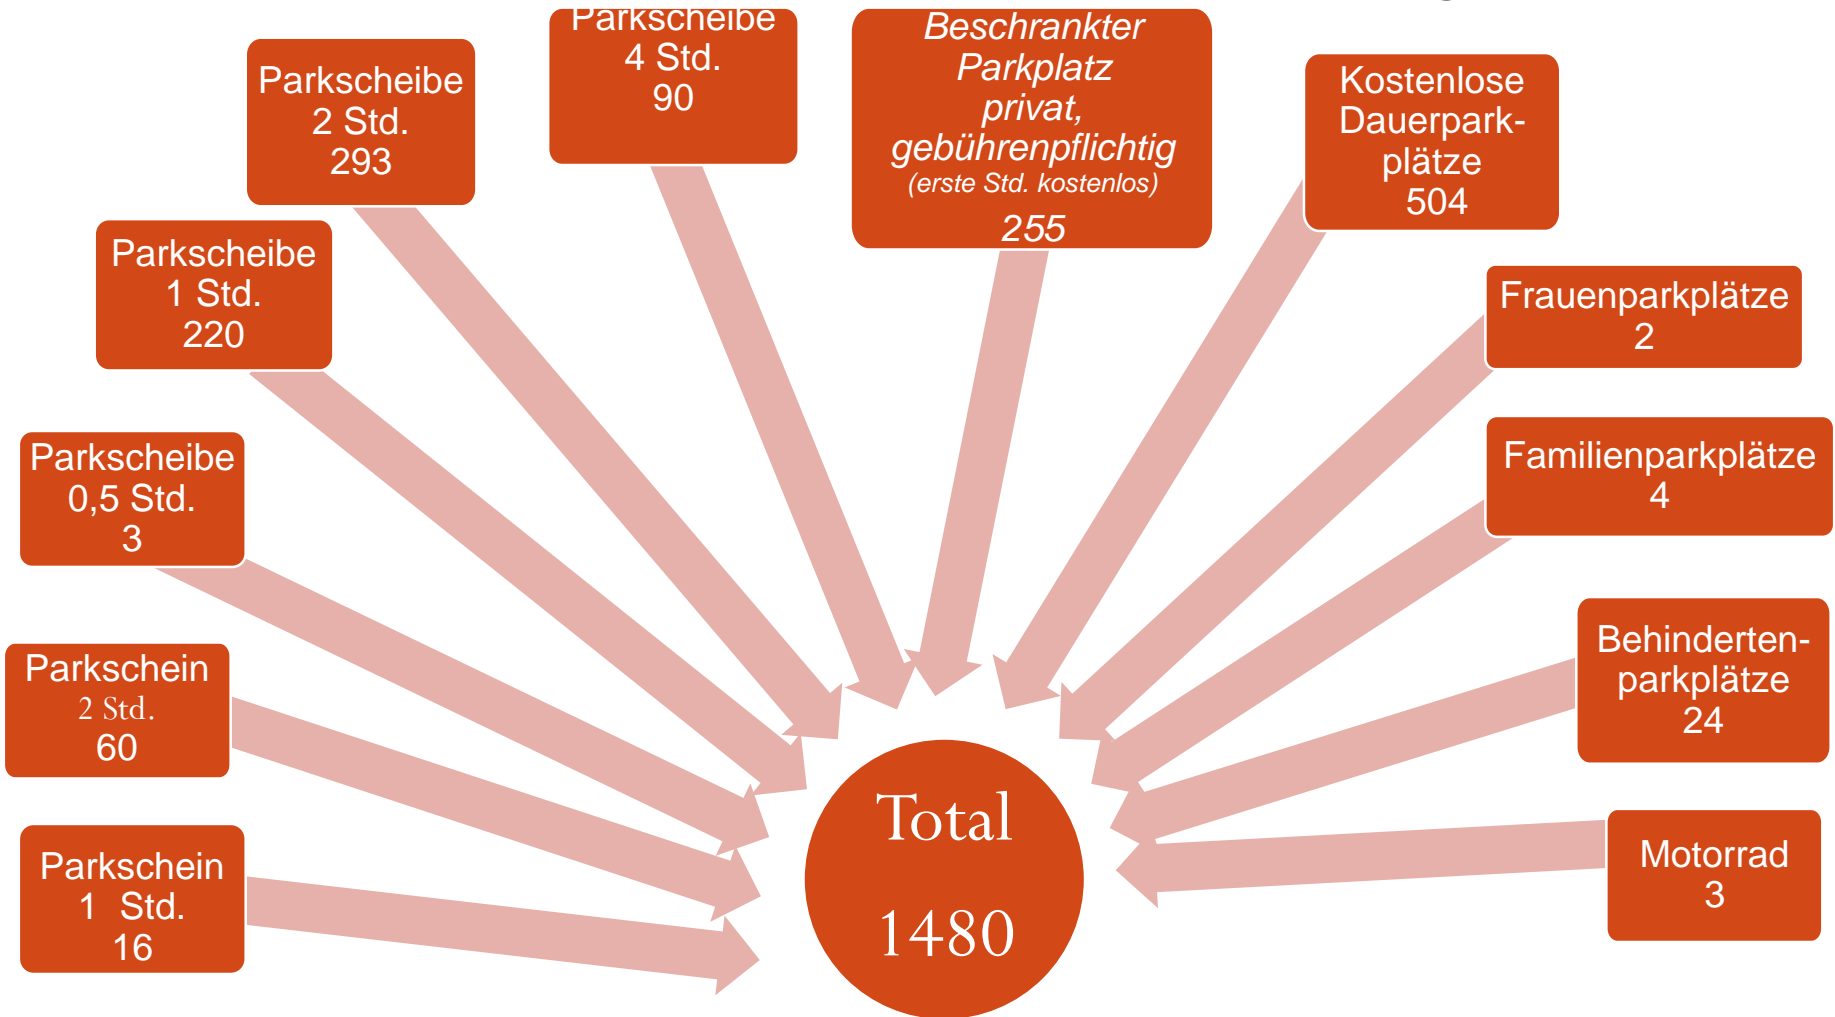 Parkscheibe
4 Std.
90
Beschrankter
Parkplatz
privat,
gebührenpflichtig
(erste Std. kostenlos)
255
Parkscheibe
2 Std.
293
Kostenlose
Dauerpark-
plätze
504
Parkscheibe
1 Std.
220
Frauenparkplätze
2
Parkscheibe
0,5 Std.
3
Familienparkplätze
4
Parkschein
2 Std.
60
Behinderten-
parkplätze
24
Parkschein
1 Std.
16
Motorrad
3
Total
1480